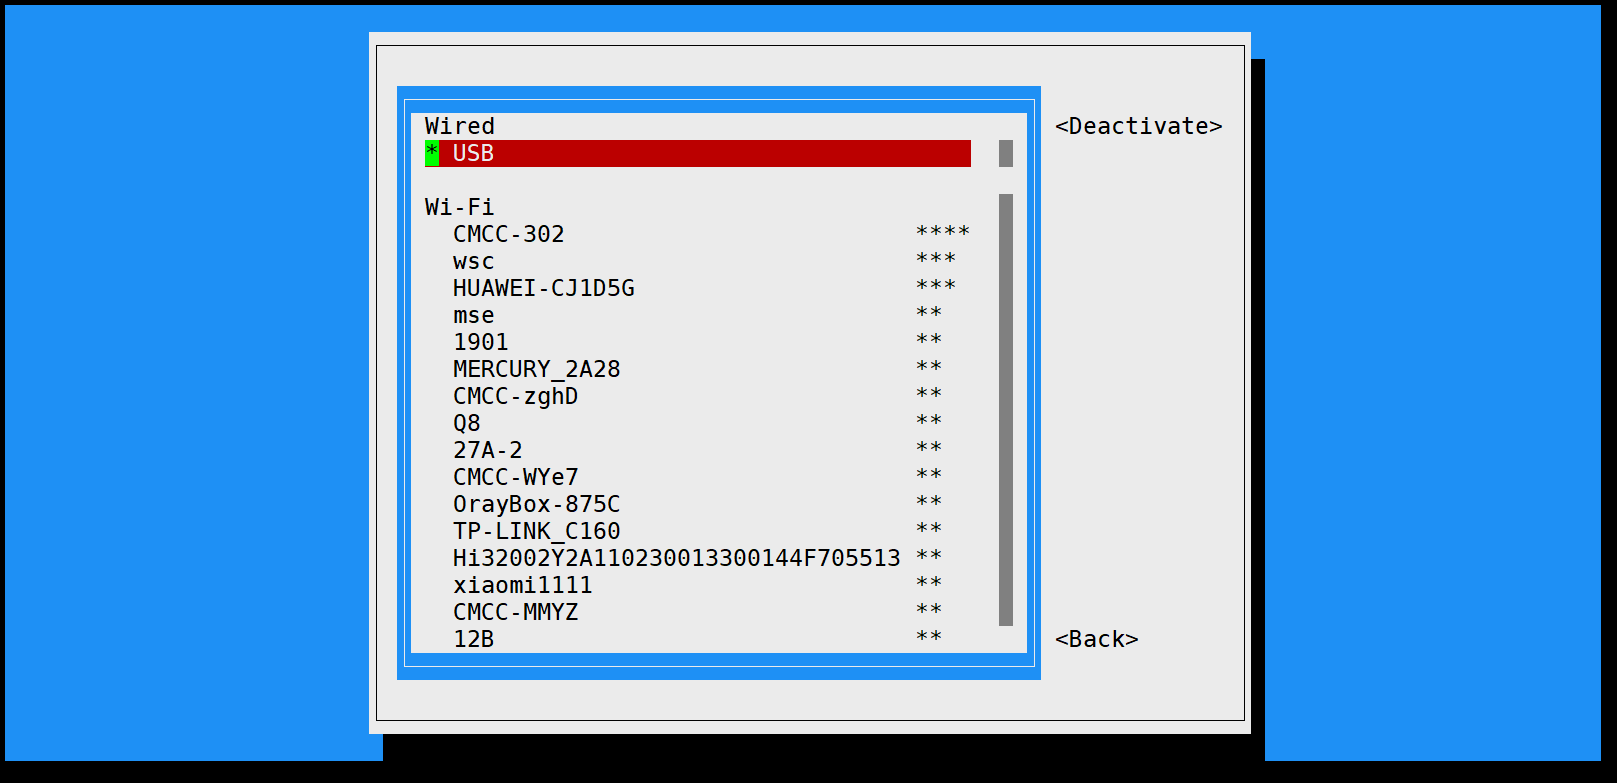 Wired <Deactivate>
* USB
Wi-Fi
CMCC-302 ****
wsc ***
HUAWEI-CJ1D5G ***
mse **
1901 **
MERCURY_2A28 **
CMCC-zghD **
Q8 **
27A-2 **
CMCC-WYe7 **
OrayBox-875C **
TP-LINK_C160 **
Hi32002Y2A110230013300144F705513 **
xiaomi1111 **
CMCC-MMYZ **
12B ** <Back>